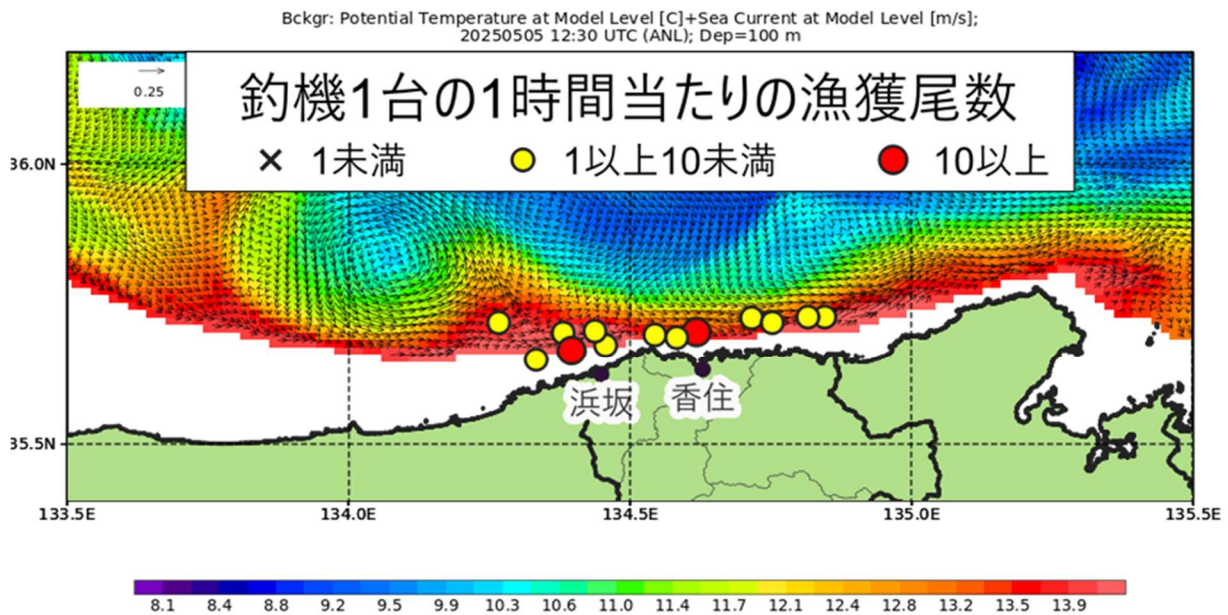 Bckgr: Potential Temperature at Model Level [C]+Sea Current at Model Level [m/s];
20250505 12:30 UTC (ANL); Dep=100 m
0.25
釣機1台の1時間当たりの漁獲尾数
× 1未満 1以上10未満 10以上
36.0N
浜坂 香住
35.5N
133.5E 134.0E 134.5E 135.0E 135.5E
8.1 8.4 8.8 9.2 9.5 9.9 10.3 10.6 11.0 11.4 11.7 12.1 12.4 12.8 13.2 13.5 13.9